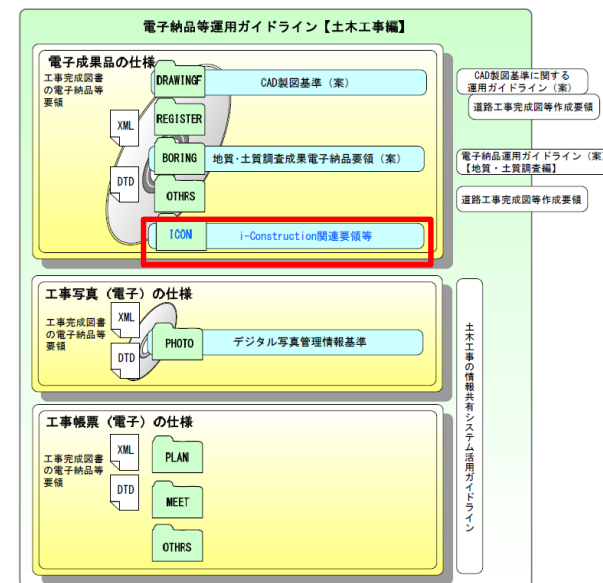 電子納品等運用ガイドライン【土木工事編】
電子成果品の仕様
工事完成図書
の電子納品等
要領
XML
DTD
DRAWINGF
CAD製図基準（案）
REGISTER
BORING
地質・土質調査成果電子納品要領（案）
OTHRS
ICON
i-Construction関連要領等
CAD製図基準に関する
運用ガイドライン（案）
道路工事完成図等作成要領
電子納品運用ガイドライン（案）
【地質・土質調査編】
道路工事完成図等作成要領
工事写真（電子）の仕様
工事完成図書
の電子納品等
要領
XML
DTD
PHOTO
デジタル写真管理情報基準
工事帳票（電子）の仕様
工事完成図書
の電子納品等
要領
XML
DTD
PLAN
MEET
OTHRS
土木工事の情報共有システム活用ガイドライン